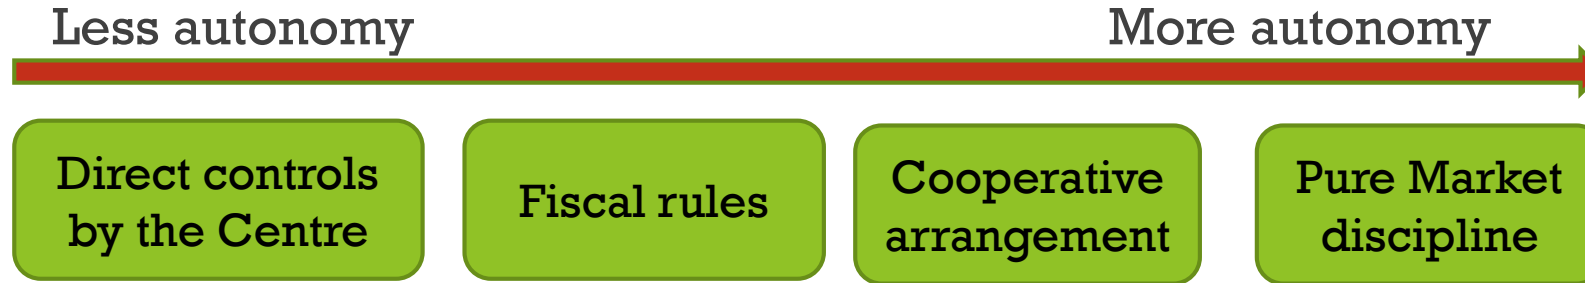 Less autonomy
More autonomy
Direct controls
by the Centre
Fiscal rules
Cooperative
arrangement
Pure Market
discipline